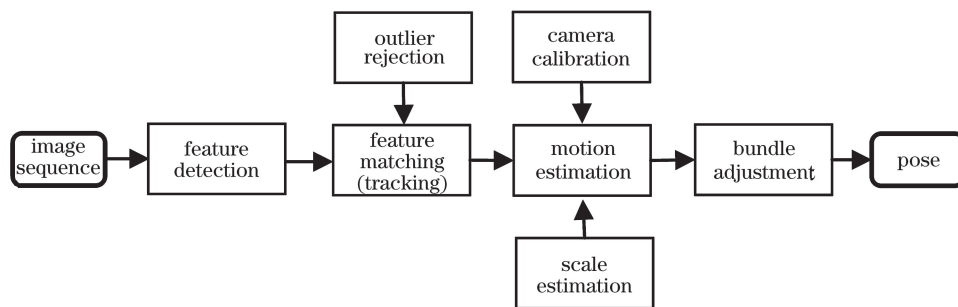 outlier
rejection
camera
calibration
image
sequence
feature
detection
feature
matching
(tracking)
motion
estimation
bundle
adjustment
pose
scale
estimation